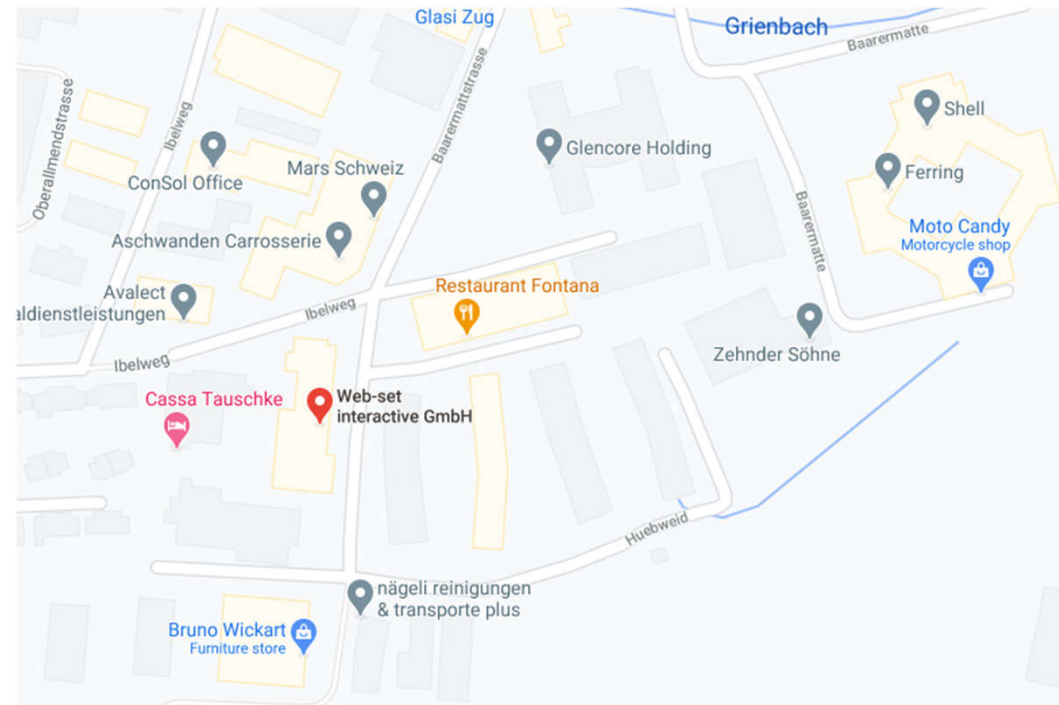 Glasi Zug
Grienbach
Baarermatte
Oberallmendstrasse
Ibelweg
Baarermattstrasse
Shell
Glencore Holding
Mars Schweiz
ConSol Office
Ferring
Baarermatte
Moto Candy
Motorcycle shop
Aschwanden Carrosserie
Avalect
aldienstleistungen
Ibelweg
Restaurant Fontana
Zehnder Söhne
Ibelweg
Cassa Tauschke
Web-set
interactive GmbH
Huebweid
nägeli reinigungen
& transporte plus
Bruno Wickart
Furniture store